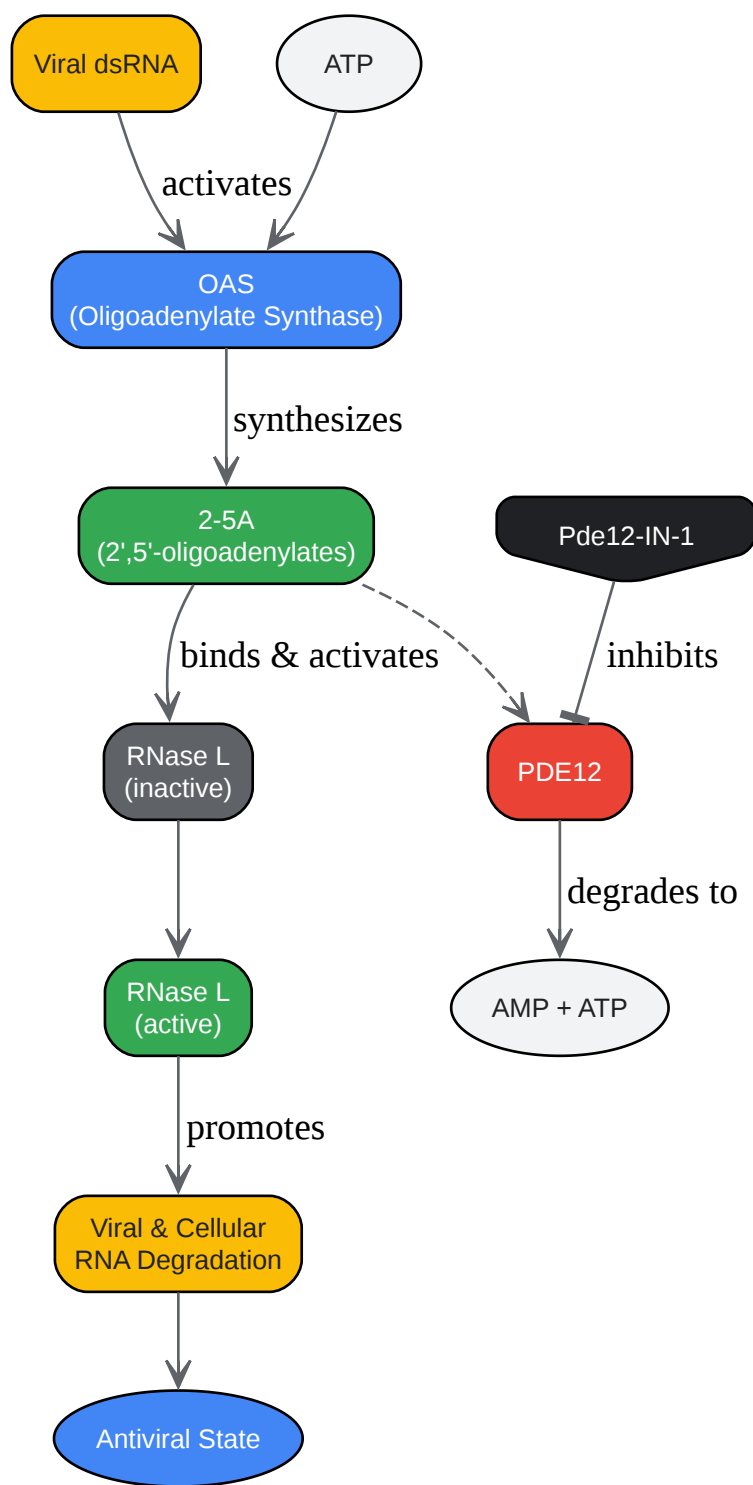 Viral dsRNA
ATP
activates
OAS
(Oligoadenylate Synthase)
synthesizes
2-5A
(2',5'-oligoadenylates)
Pde12-IN-1
binds & activates
inhibits
RNase L
(inactive)
PDE12
degrades to
RNase L
(active)
AMP + ATP
promotes
Viral & Cellular
RNA Degradation
Antiviral State